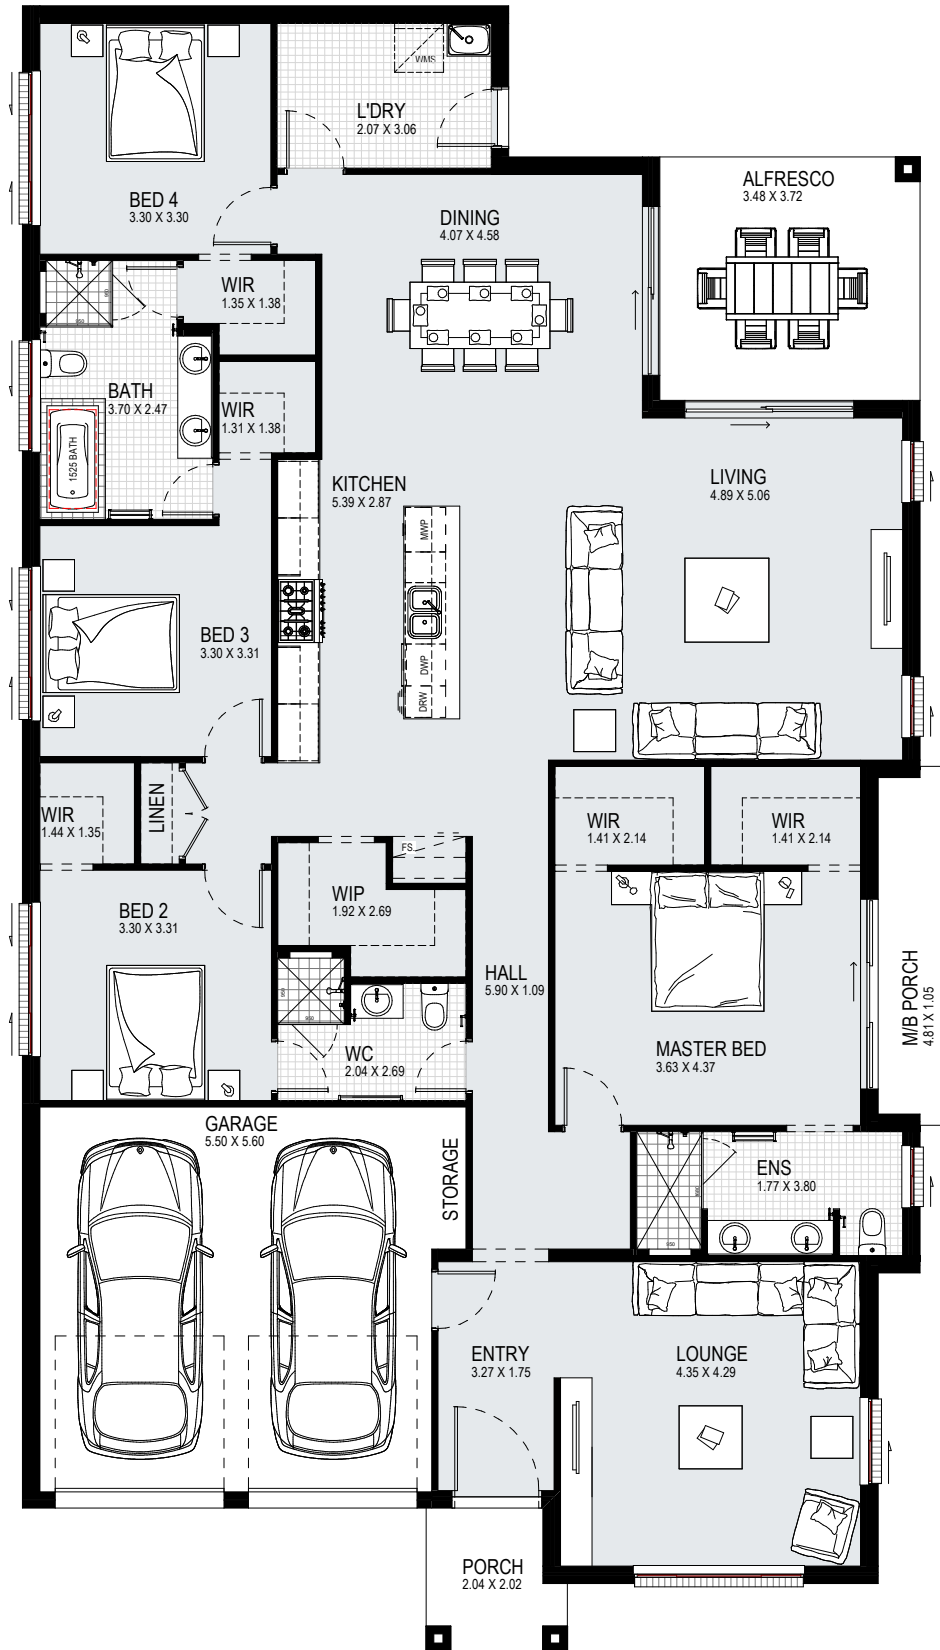 WMS
L'DRY
2.07 X 3.06
BED 4
3.30 X 3.30
ALFRESCO
3.48 X 3.72
DINING
4.07 X 4.58
WIR
1.35 X 1.38
950
BATH
3.70 X 2.47
WIR
1.31 X 1.38
1525 BATH
KITCHEN
5.39 X 2.87
LIVING
4.89 X 5.06
MWP
BED 3
3.30 X 3.31
DWP
DRW
WIR
1.44 X 1.35
LINEN
FS.
WIR
1.41 X 2.14
WIR
1.41 X 2.14
BED 2
3.30 X 3.31
WIP
1.92 X 2.69
HALL
5.90 X 1.09
M/B PORCH
4.81 X 1.05
950
950
WC
2.04 X 2.69
MASTER BED
3.63 X 4.37
GARAGE
5.50 X 5.60
STORAGE
ENS
1.77 X 3.80
950
ENTRY
3.27 X 1.75
LOUNGE
4.35 X 4.29
PORCH
2.04 X 2.02